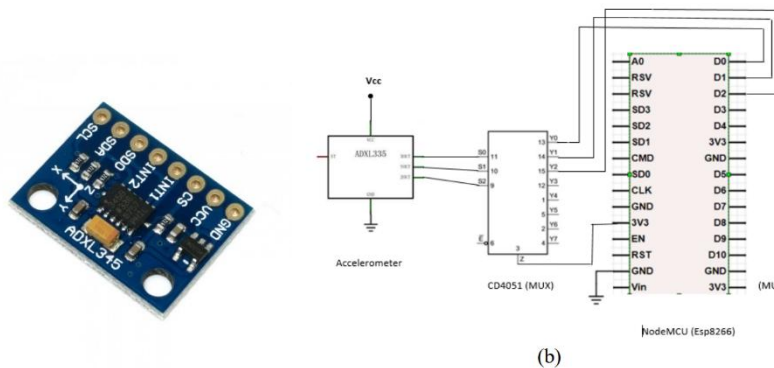 SCL
SDA
SDO
INT2
INT1
CS
VCC
GND
X
Y
Z
ADXL345
Vcc
ADXL335
Accelerometer
S0 11
S1 10
S2 9
E 6
13 Y0
14 Y1
15 Y2
12 Y3
1 Y4
5 Y5
2 Y6
4 Y7
3
Z
CD4051 (MUX)
A0 D0
RSV D1
RSV D2
SD3 D3
SD2 D4
SD1 3V3
CMD GND
SD0 D5
CLK D6
GND D7
3V3 D8
EN D9
RST D10
GND GND
Vin 3V3
NodeMCU (Esp8266)
(b)